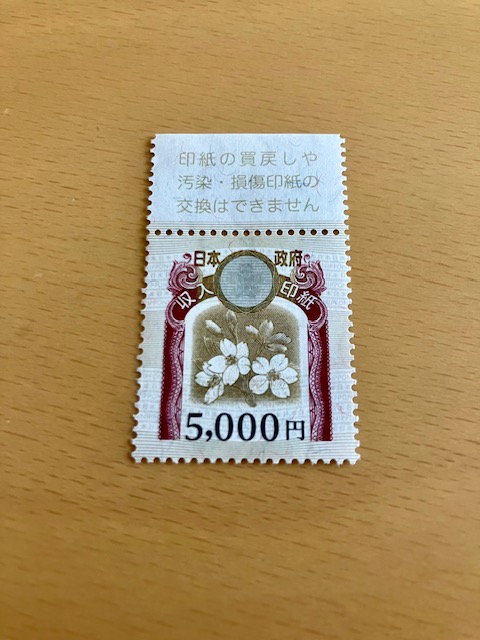 印紙の買戻しや
汚染・損傷印紙の
交換はできません
日本 政府
収入 印紙
5,000円